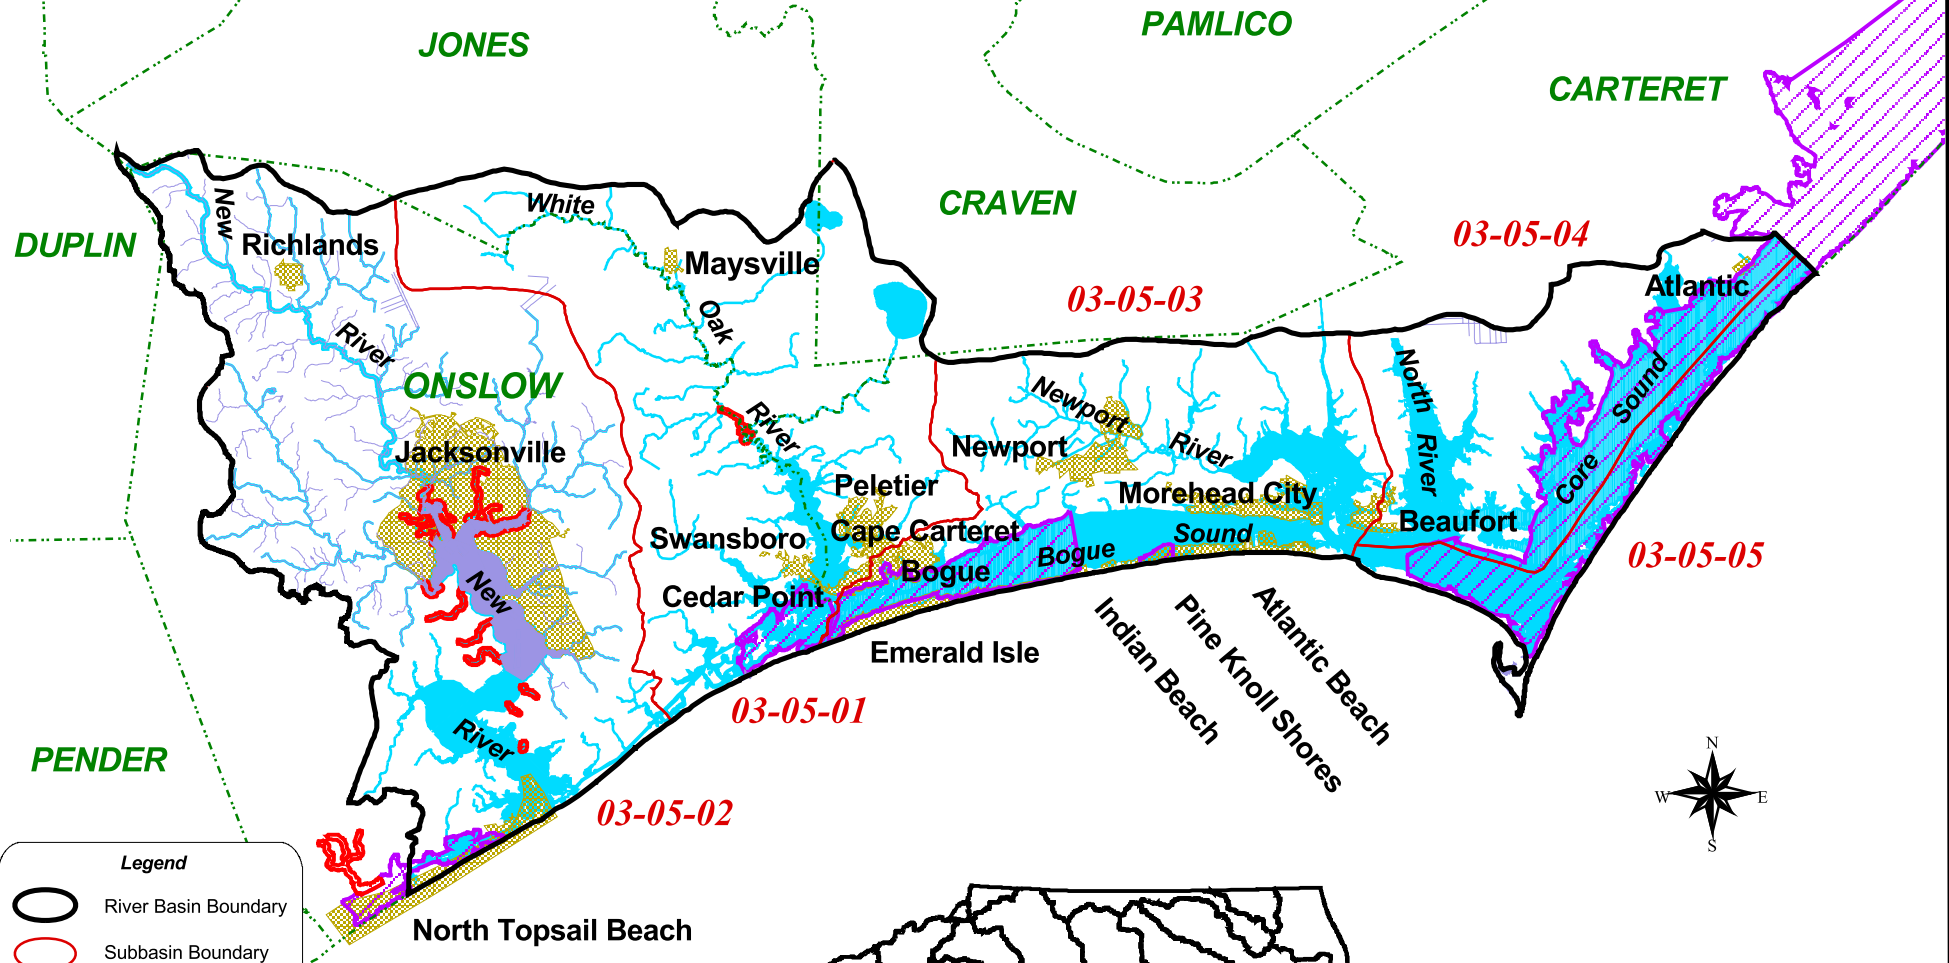 JONES
PAMLICO
CARTERET
CRAVEN
DUPLIN
New
Richlands
White
Maysville
03-05-04
03-05-03
Atlantic
Oak
River
ONSLOW
North
River
Newport
River
Core Sound
Jacksonville
Newport
River
Peletier
Morehead City
Beaufort
Swansboro
Cape Carteret
Bogue Sound
Bogue
03-05-05
New
Cedar Point
Emerald Isle
Indian Beach
Pine Knoll Shores
Atlantic Beach
03-05-01
River
PENDER
03-05-02
N
W
E
S
Legend
River Basin Boundary
Subbasin Boundary
North Topsail Beach